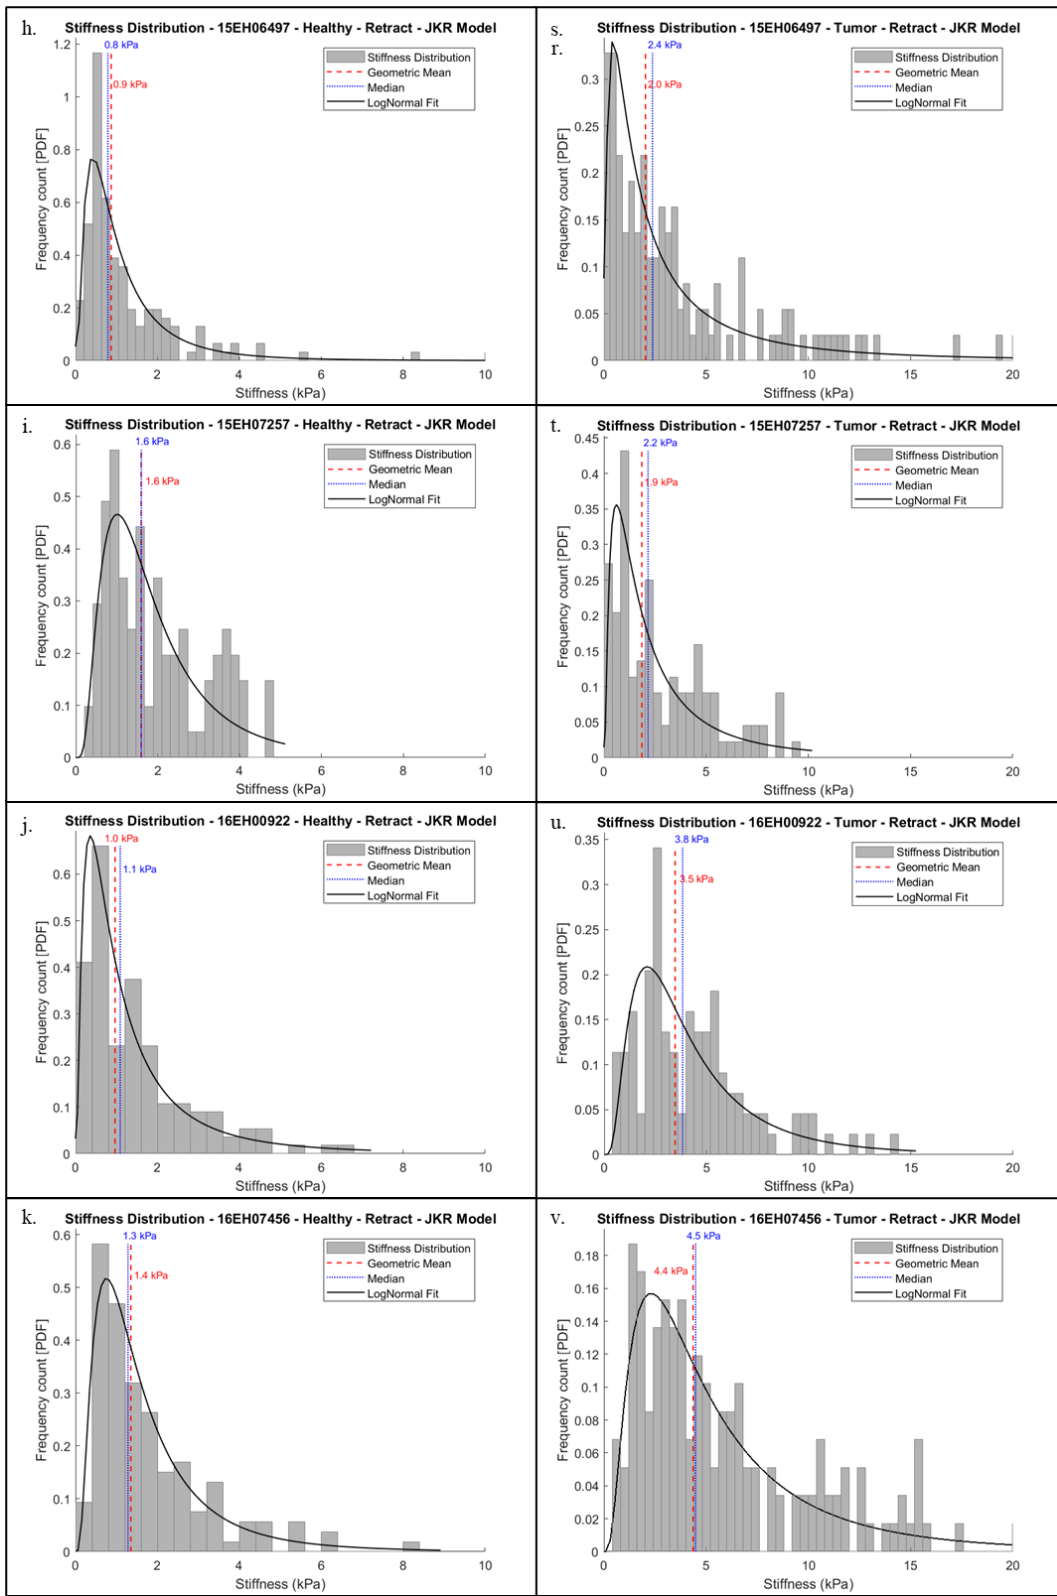 h.
Stiffness Distribution - 15EH06497 - Healthy - Retract - JKR Model
0.8 kPa
0.9 kPa
Stiffness Distribution
Geometric Mean
Median
LogNormal Fit
Frequency count [PDF]
1.2
1
0.8
0.6
0.4
0.2
0
0 2 4 6 8 10
Stiffness (kPa)
s.
r.
Stiffness Distribution - 15EH06497 - Tumor - Retract - JKR Model
2.4 kPa
2.0 kPa
Stiffness Distribution
Geometric Mean
Median
LogNormal Fit
Frequency count [PDF]
0.3
0.25
0.2
0.15
0.1
0.05
0
0 5 10 15 20
Stiffness (kPa)
i.
Stiffness Distribution - 15EH07257 - Healthy - Retract - JKR Model
1.6 kPa
1.6 kPa
Stiffness Distribution
Geometric Mean
Median
LogNormal Fit
Frequency count [PDF]
0.6
0.5
0.4
0.3
0.2
0.1
0
0 2 4 6 8 10
Stiffness (kPa)
t.
Stiffness Distribution - 15EH07257 - Tumor - Retract - JKR Model
2.2 kPa
1.9 kPa
Stiffness Distribution
Geometric Mean
Median
LogNormal Fit
Frequency count [PDF]
0.45
0.4
0.35
0.3
0.25
0.2
0.15
0.1
0.05
0
0 5 10 15 20
Stiffness (kPa)
j.
Stiffness Distribution - 16EH00922 - Healthy - Retract - JKR Model
1.0 kPa
1.1 kPa
Stiffness Distribution
Geometric Mean
Median
LogNormal Fit
Frequency count [PDF]
0.6
0.5
0.4
0.3
0.2
0.1
0
0 2 4 6 8 10
Stiffness (kPa)
u.
Stiffness Distribution - 16EH00922 - Tumor - Retract - JKR Model
3.8 kPa
3.5 kPa
Stiffness Distribution
Geometric Mean
Median
LogNormal Fit
Frequency count [PDF]
0.35
0.3
0.25
0.2
0.15
0.1
0.05
0
0 5 10 15 20
Stiffness (kPa)
k.
Stiffness Distribution - 16EH07456 - Healthy - Retract - JKR Model
1.3 kPa
1.4 kPa
Stiffness Distribution
Geometric Mean
Median
LogNormal Fit
Frequency count [PDF]
0.6
0.5
0.4
0.3
0.2
0.1
0
0 2 4 6 8 10
Stiffness (kPa)
v.
Stiffness Distribution - 16EH07456 - Tumor - Retract - JKR Model
4.5 kPa
4.4 kPa
Stiffness Distribution
Geometric Mean
Median
LogNormal Fit
Frequency count [PDF]
0.18
0.16
0.14
0.12
0.1
0.08
0.06
0.04
0.02
0
0 5 10 15 20
Stiffness (kPa)